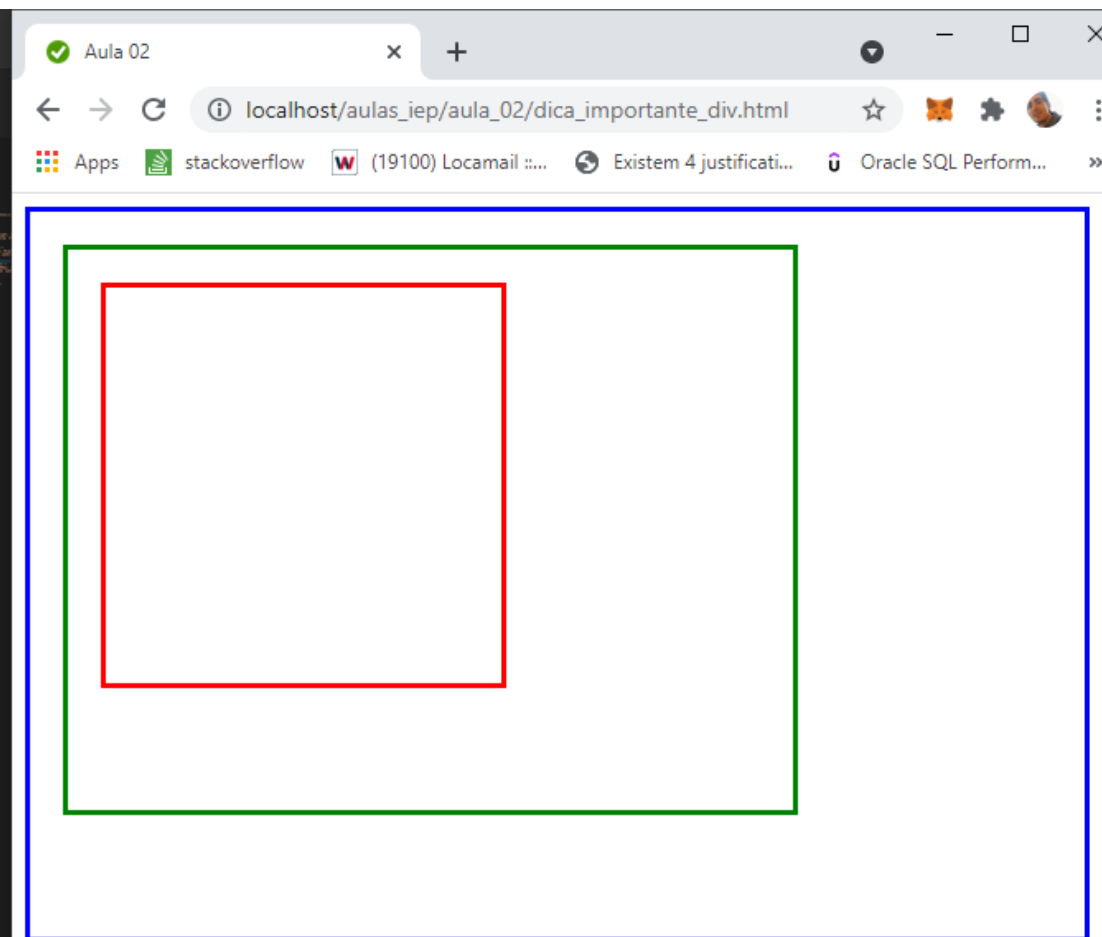 Aula 02
localhost/aulas_iep/aula_02/dica_importante_div.html
Apps stackoverflow (19100) Locamail ::... Existem 4 justificati... Oracle SQL Perform... »